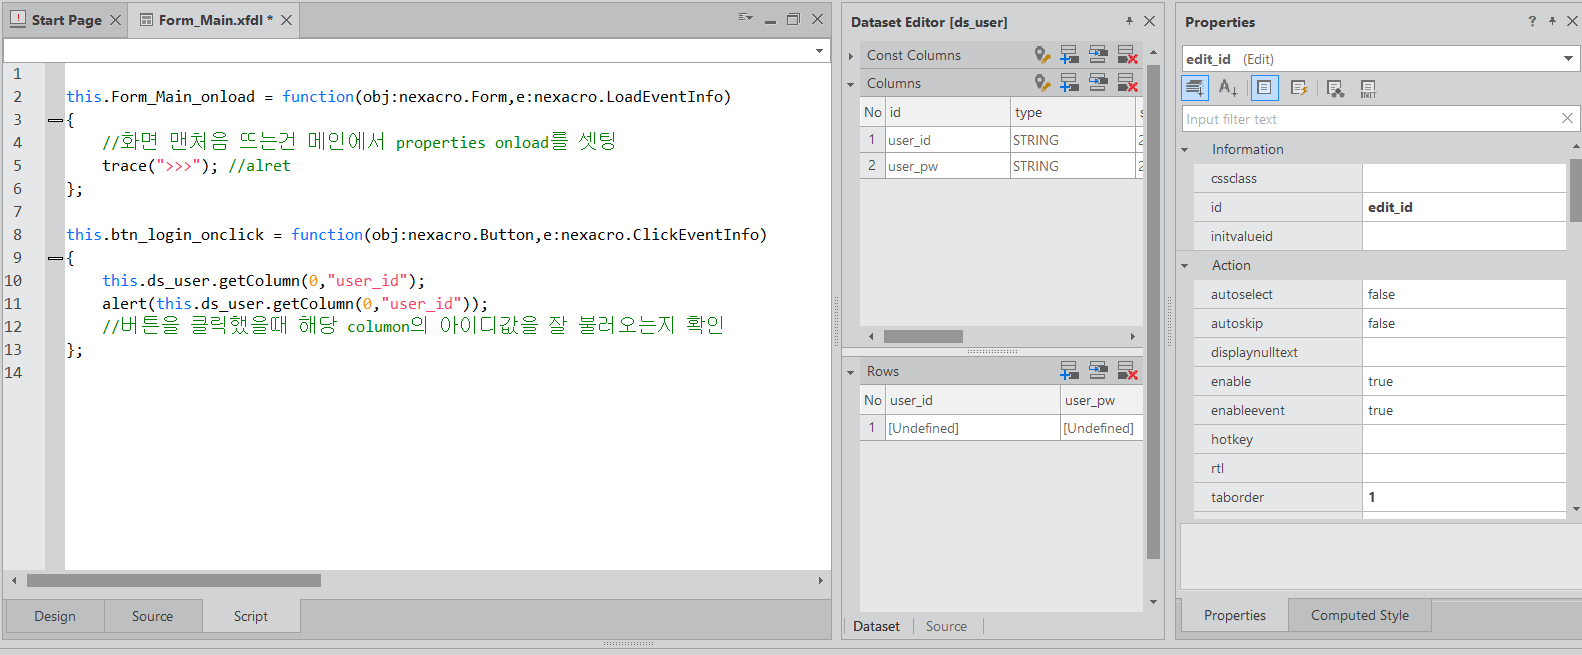 Start Page
Form_Main.xfdl *
1
2 this.Form_Main_onload = function(obj:nexacro.Form,e:nexacro.LoadEventInfo)
3 {
4 //화면 맨처음 뜨는건 메인에서 properties onload를 셋팅
5 trace(">>>"); //alret
6 };
7
8 this.btn_login_onclick = function(obj:nexacro.Button,e:nexacro.ClickEventInfo)
9 {
10 this.ds_user.getColumn(0,"user_id");
11 alert(this.ds_user.getColumn(0,"user_id"));
12 //버튼을 클릭했을때 해당 columon의 아이디값을 잘 불러오는지 확인
13 };
14
Design Source Script
Dataset Editor [ds_user]
Const Columns
Columns
No id type s
1 user_id STRING 2
2 user_pw STRING 2
Rows
No user_id user_pw
1 [Undefined] [Undefined]
Dataset Source
Properties ?
edit_id (Edit)
INIT
Input filter text
Information
cssclass
id edit_id
initvalueid
Action
autoselect false
autoskip false
displaynulltext
enable true
enableevent true
hotkey
rtl
taborder 1
Properties Computed Style